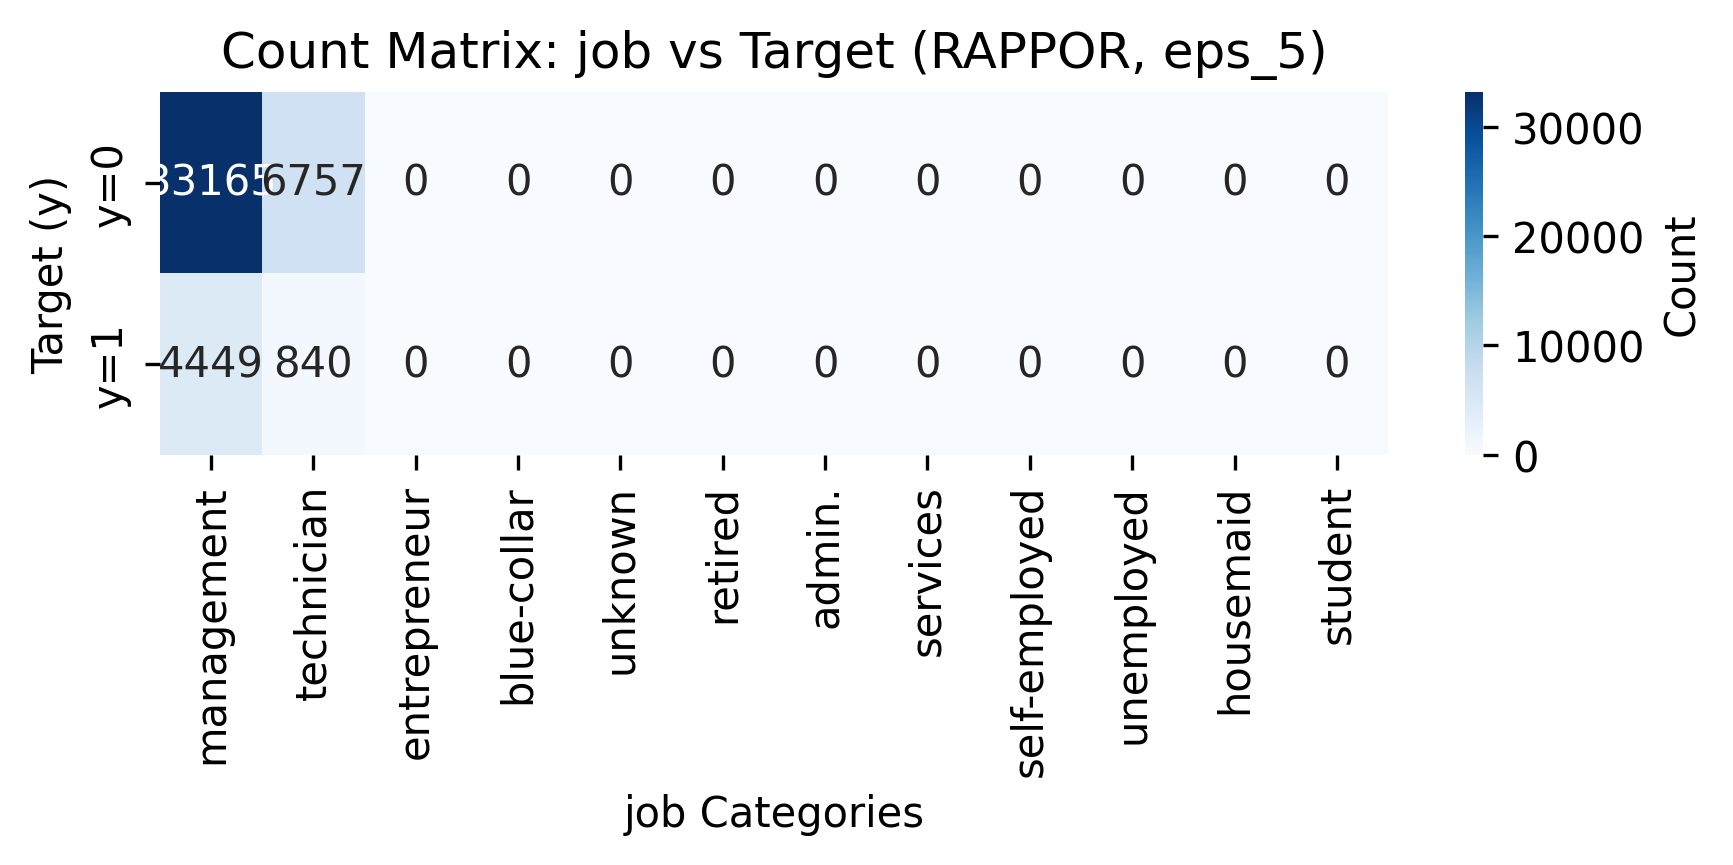 Count Matrix: job vs Target (RAPPOR, eps_5)
Target (y)
y=0
33165 6757 0 0 0 0 0 0 0 0 0 0
y=1
4449 840 0 0 0 0 0 0 0 0 0 0
management
technician
entrepreneur
blue-collar
unknown
retired
admin.
services
self-employed
unemployed
housemaid
student
job Categories
30000
20000
10000
0
Count